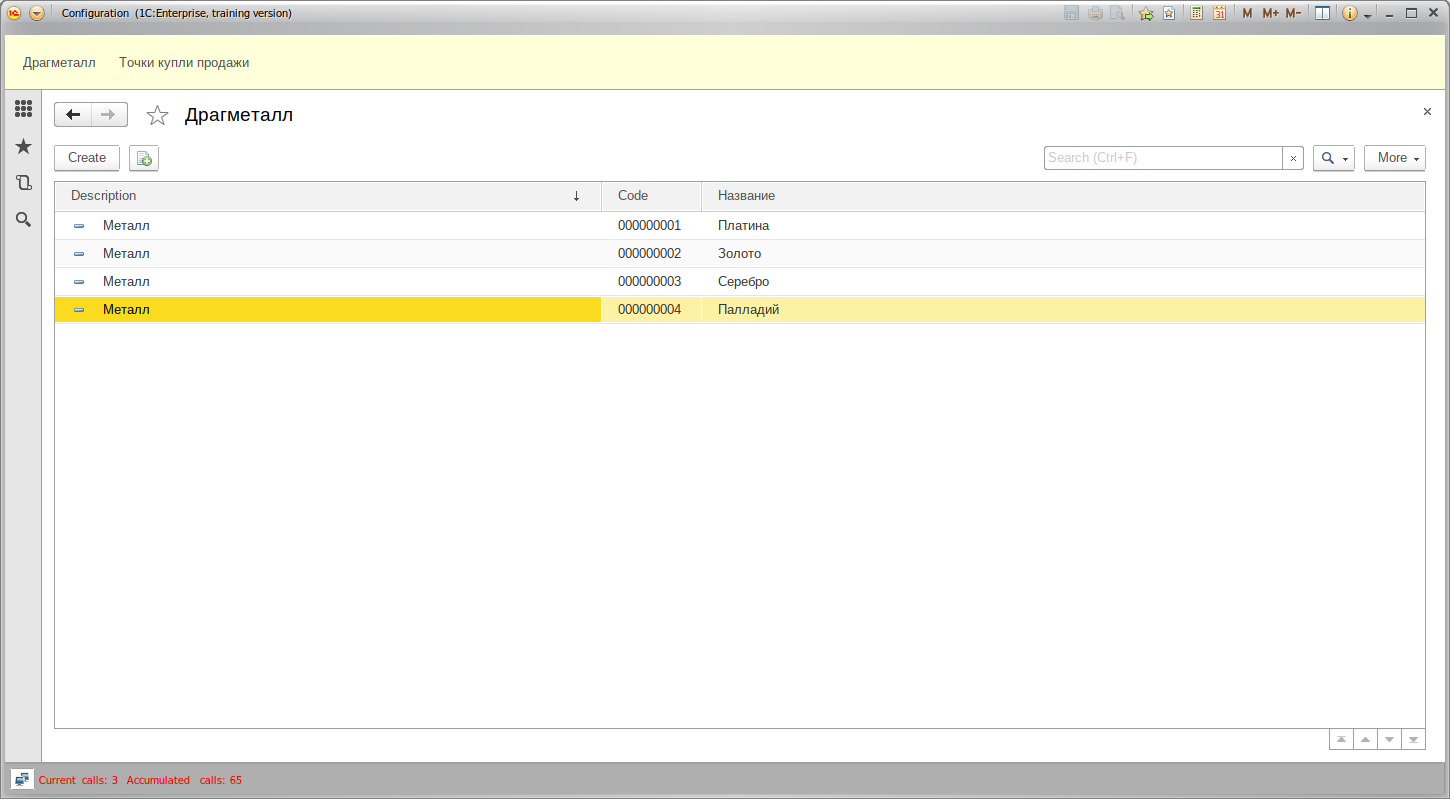 Configuration (1C:Enterprise, training version)
31 M M+ M-
Драгметалл Точки купли продажи
Драгметалл
Create Search (Ctrl+F) More
Description Code Название
Металл 000000001 Платина
Металл 000000002 Золото
Металл 000000003 Серебро
Металл 000000004 Палладий
Current calls: 3 Accumulated calls: 65